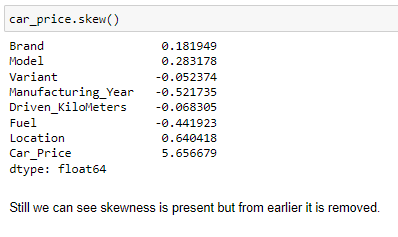 car_price.skew()
Brand 0.181949
Model 0.283178
Variant -0.052374
Manufacturing_Year -0.521735
Driven_KiloMeters -0.068305
Fuel -0.441923
Location 0.640418
Car_Price 5.656679
dtype: float64
Still we can see skewness is present but from earlier it is removed.